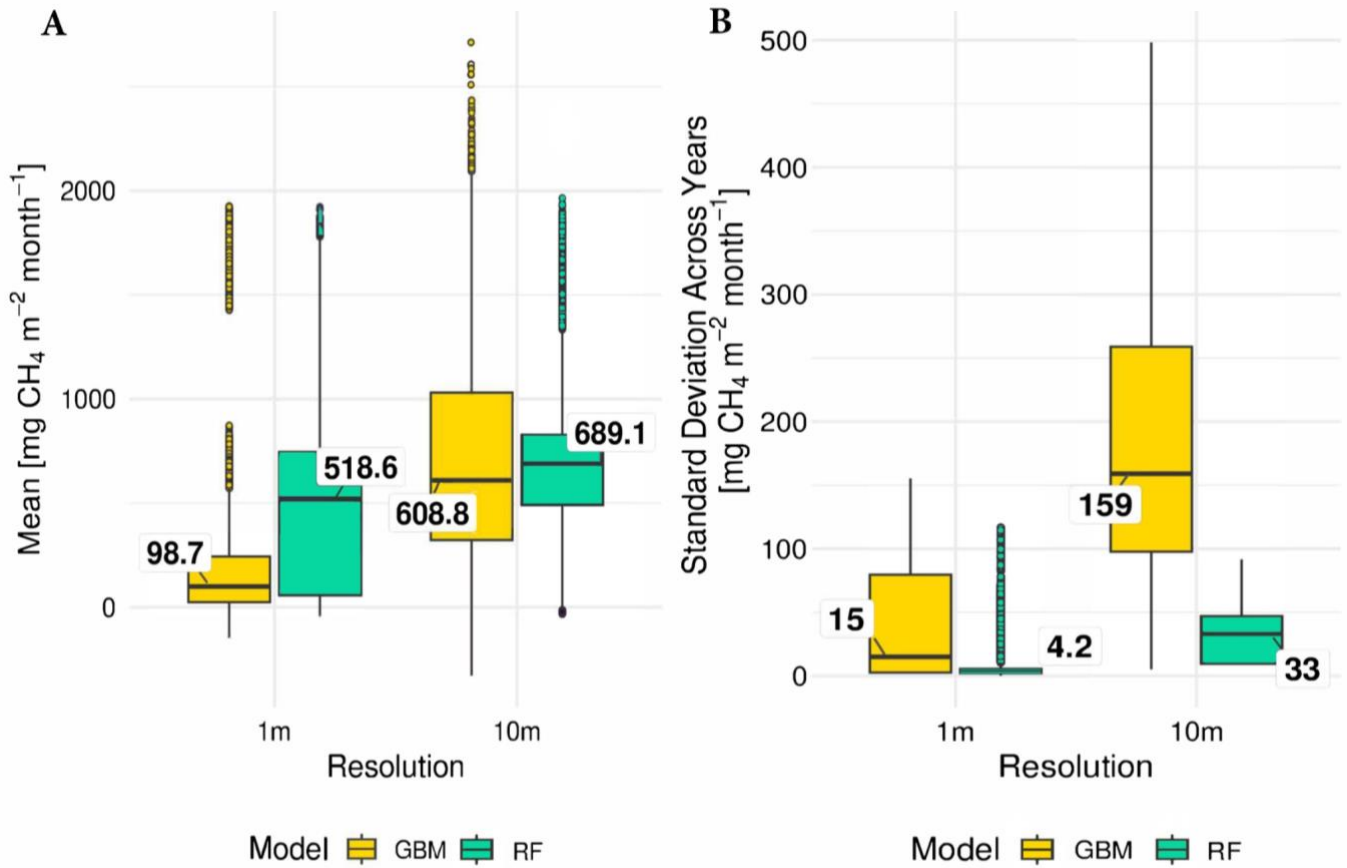 A
Mean [mg CH₄ m⁻² month⁻¹]
2000
1000
0
98.7
518.6
608.8
689.1
1m
10m
Resolution
Model GBM RF
B
Standard Deviation Across Years
[mg CH₄ m⁻² month⁻¹]
500
400
300
200
100
0
15
4.2
159
33
1m
10m
Resolution
Model GBM RF